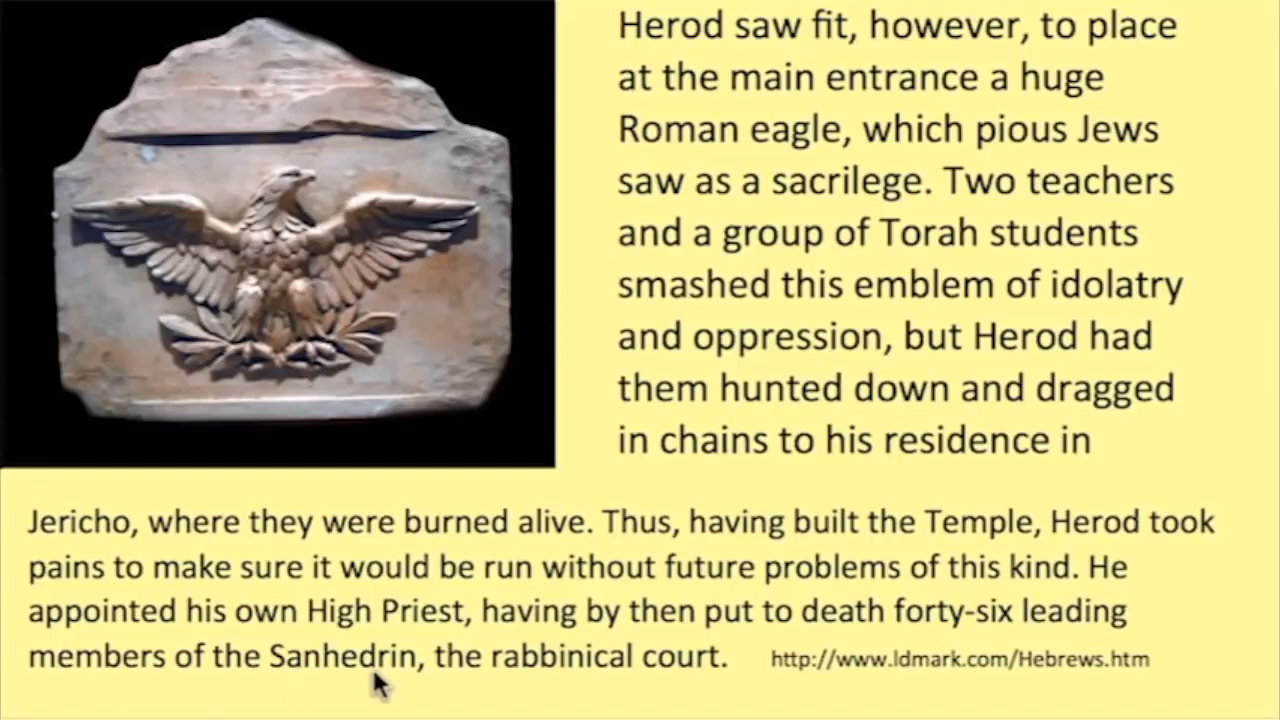 Herod saw fit, however, to place
at the main entrance a huge
Roman eagle, which pious Jews
saw as a sacrilege. Two teachers
and a group of Torah students
smashed this emblem of idolatry
and oppression, but Herod had
them hunted down and dragged
in chains to his residence in
Jericho, where they were burned alive. Thus, having built the Temple, Herod took
pains to make sure it would be run without future problems of this kind. He
appointed his own High Priest, having by then put to death forty-six leading
members of the Sanhedrin, the rabbinical court. http://www.ldmark.com/Hebrews.htm